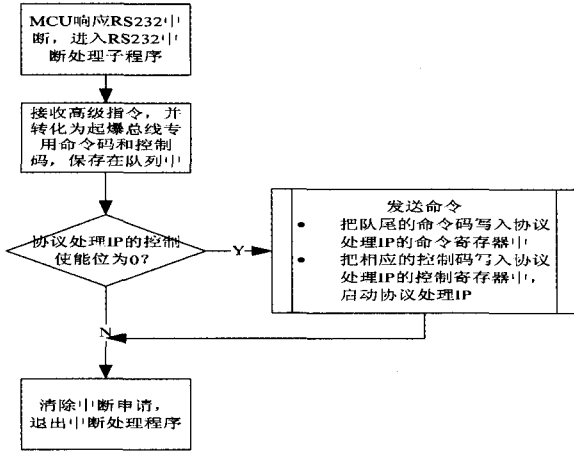 MCU响应RS232中
断，进入RS232中
断处理子程序
接收高级指令，并
转化为起爆总线专
用命令码和控制
码，保存在队列中
协议处理IP的控制
使能位为0?
Y
发送命令
• 把队尾的命令码写入协议
处理IP的命令寄存器中
• 把相应的控制码写入协议
处理IP的控制寄存器中，
启动协议处理IP
N
清除中断申请，
退出中断处理程序